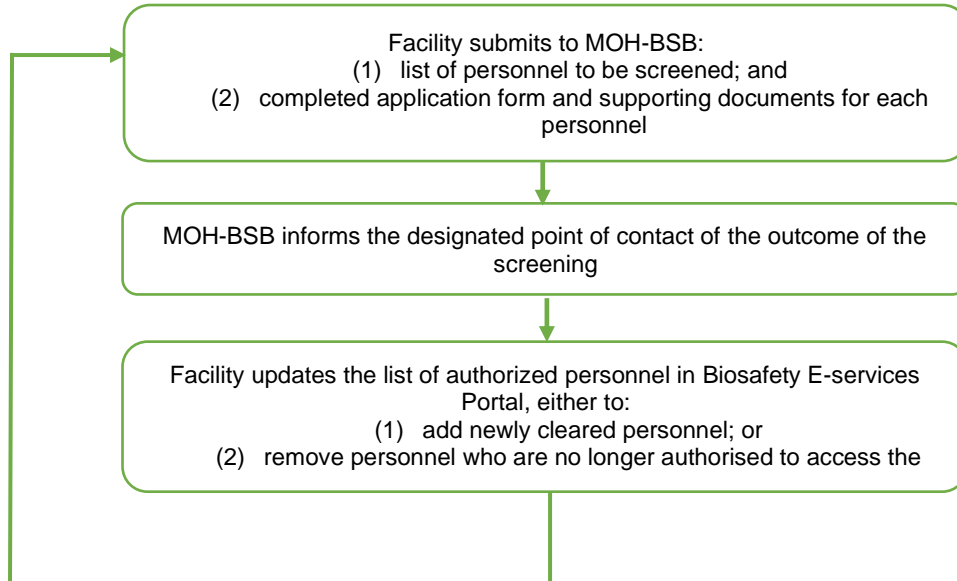 Facility submits to MOH-BSB:
(1) list of personnel to be screened; and
(2) completed application form and supporting documents for each
personnel
MOH-BSB informs the designated point of contact of the outcome of the
screening
Facility updates the list of authorized personnel in Biosafety E-services
Portal, either to:
(1) add newly cleared personnel; or
(2) remove personnel who are no longer authorised to access the